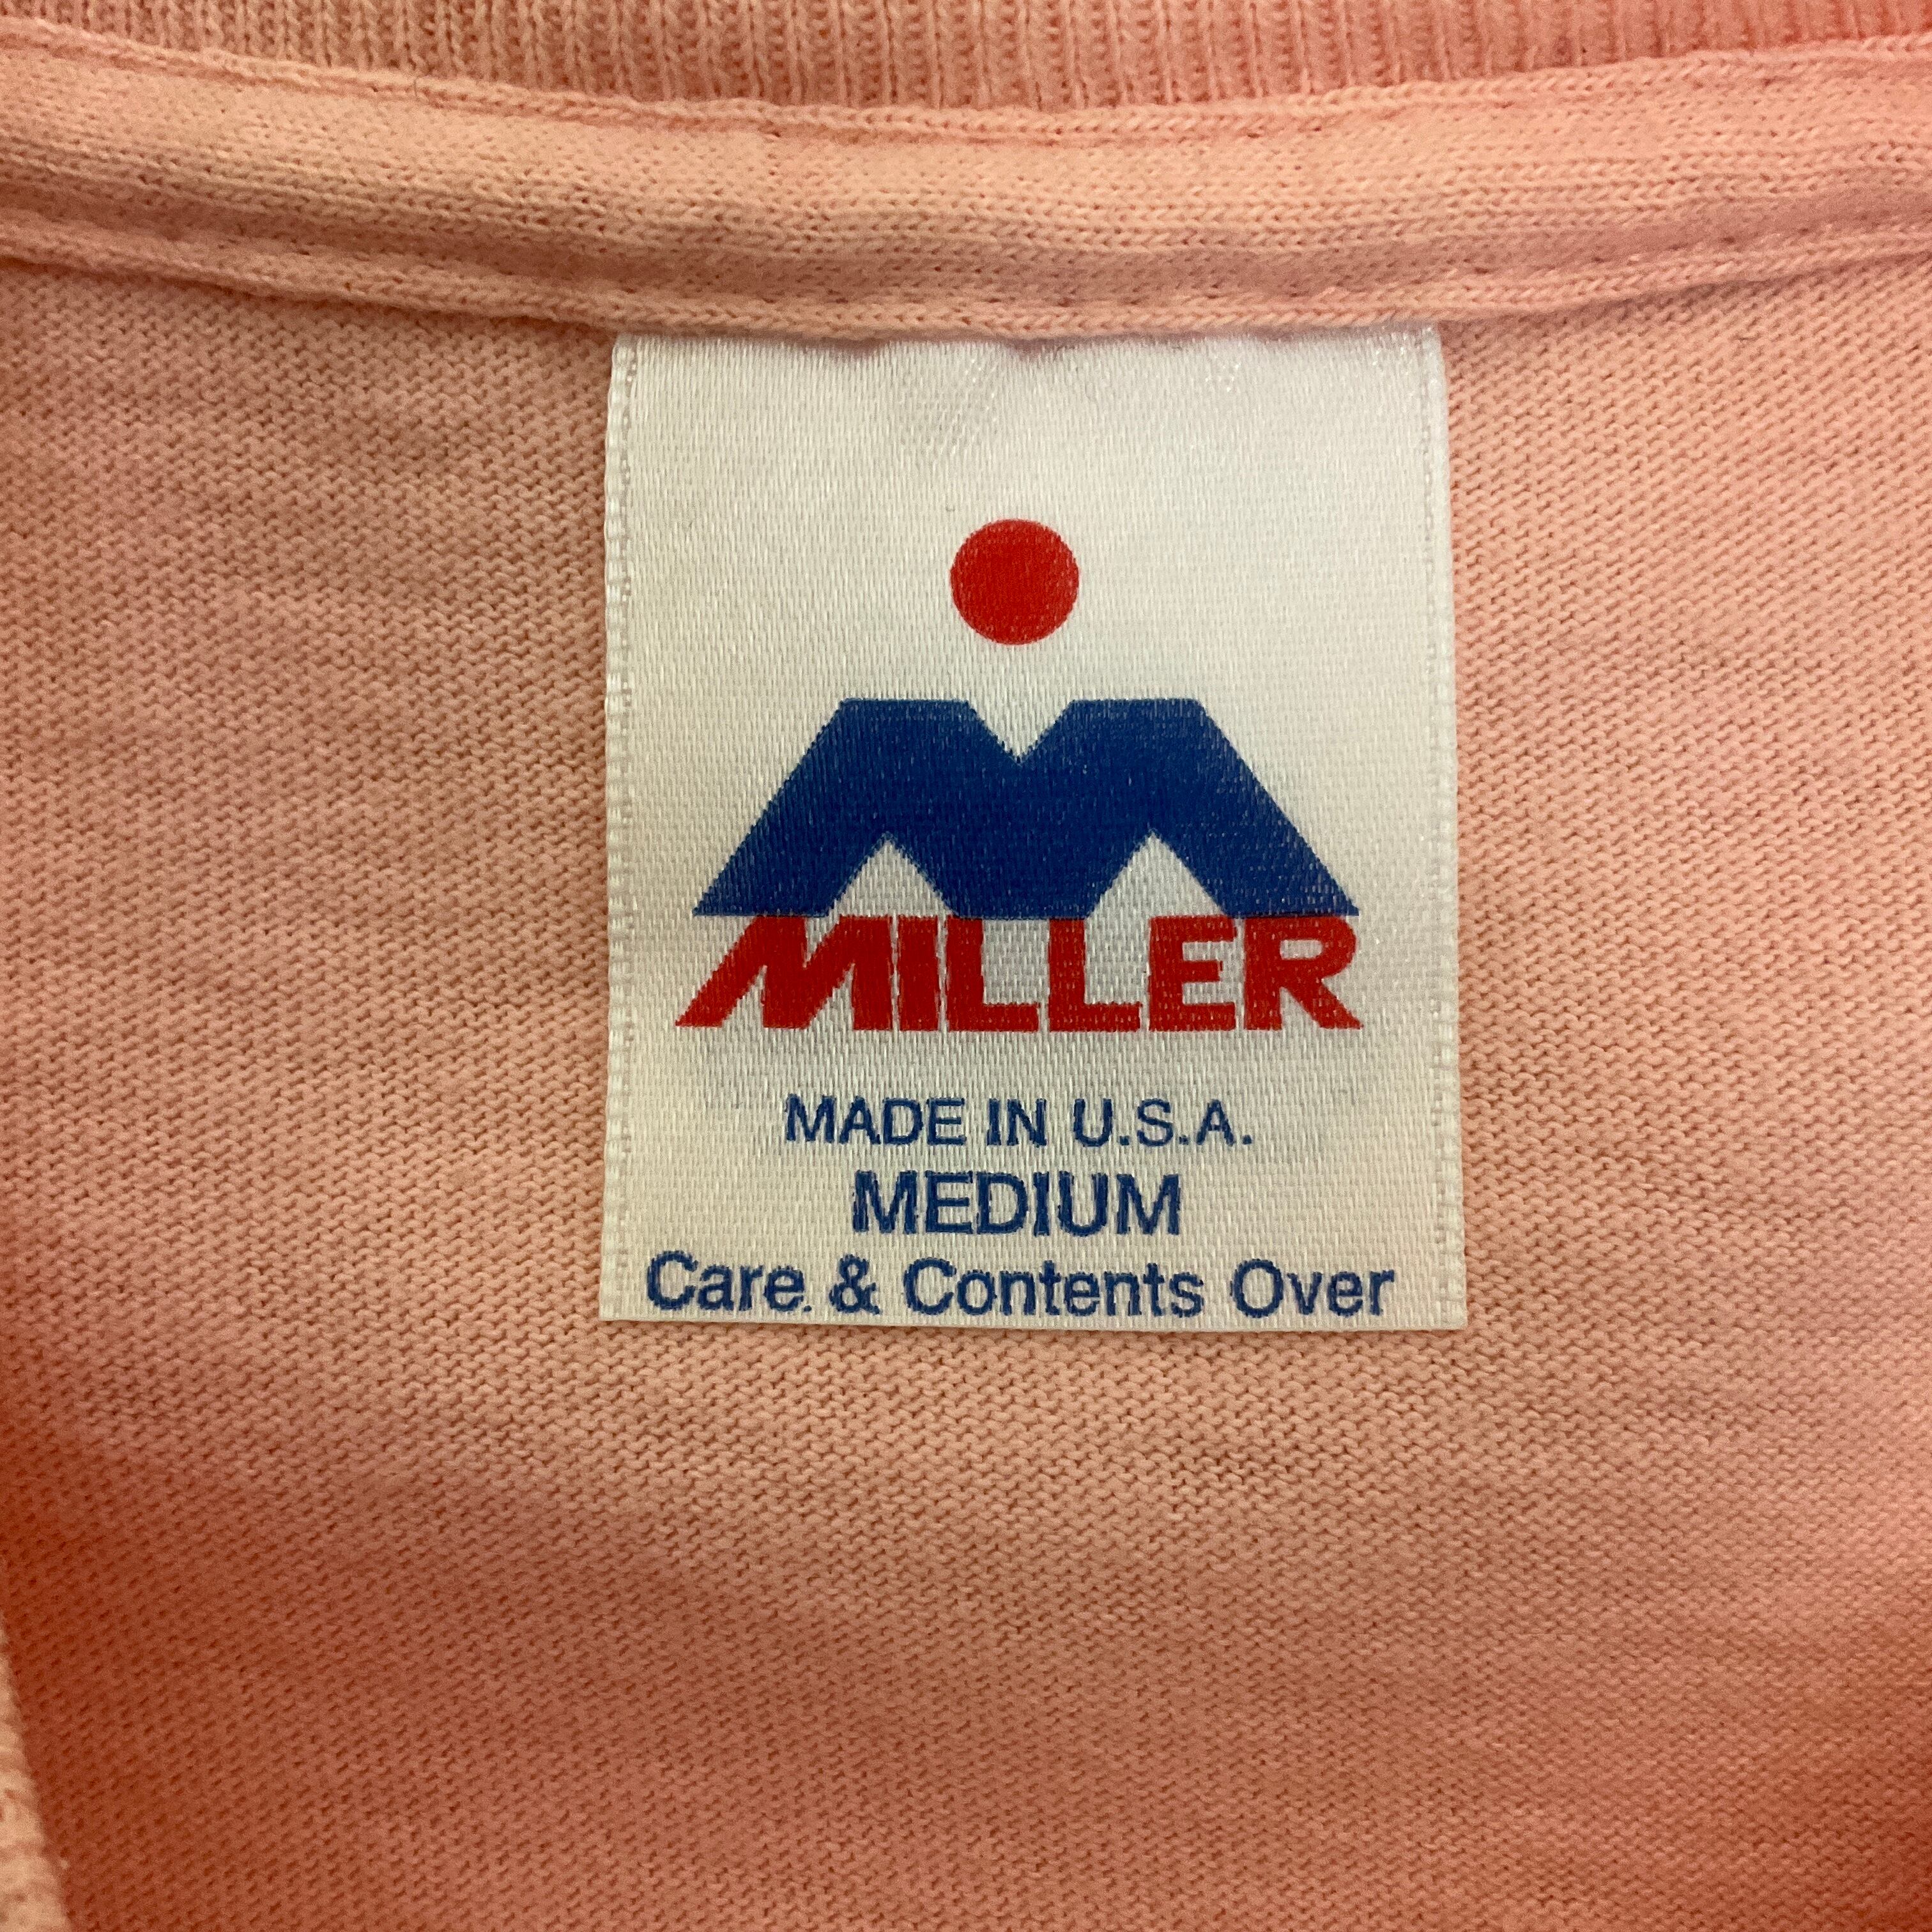 MILLER
MADE IN U.S.A.
MEDIUM
Care & Contents Over